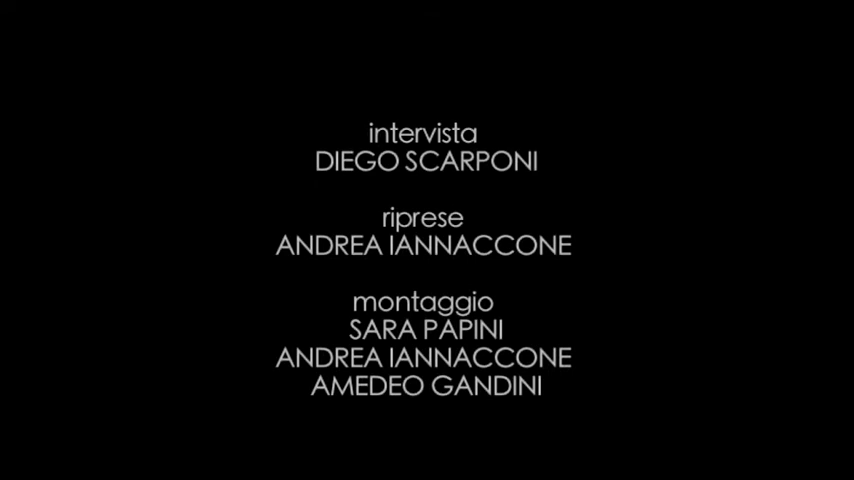 intervista
DIEGO SCARPONI
riprese
ANDREA IANNACCONE
montaggio
SARA PAPINI
ANDREA IANNACCONE
AMEDEO GANDINI